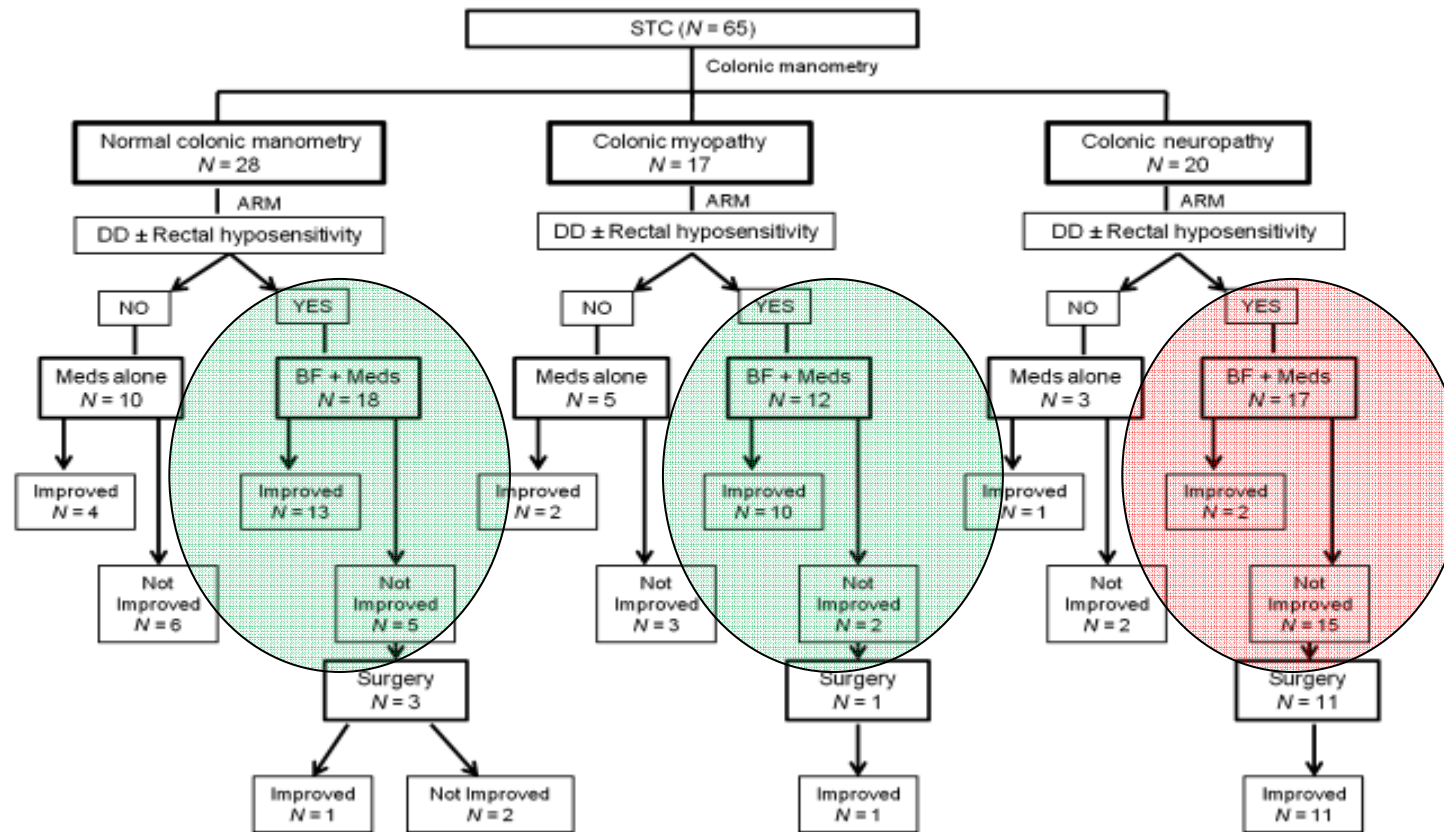 STC (N = 65)
Colonic manometry
Normal colonic manometry
N = 28
Colonic myopathy
N = 17
Colonic neuropathy
N = 20
ARM
ARM
ARM
DD ± Rectal hyposensitivity
DD ± Rectal hyposensitivity
DD ± Rectal hyposensitivity
NO
YES
NO
YES
NO
YES
Meds alone
N = 10
BF + Meds
N = 18
Meds alone
N = 5
BF + Meds
N = 12
Meds alone
N = 3
BF + Meds
N = 17
Improved
N = 4
Improved
N = 13
Improved
N = 2
Improved
N = 10
Improved
N = 1
Improved
N = 2
Not
Improved
N = 6
Not
Improved
N = 5
Not
Improved
N = 3
Not
Improved
N = 2
Not
Improved
N = 2
Not
Improved
N = 15
Surgery
N = 3
Surgery
N = 1
Surgery
N = 11
Improved
N = 1
Not Improved
N = 2
Improved
N = 1
Improved
N = 11